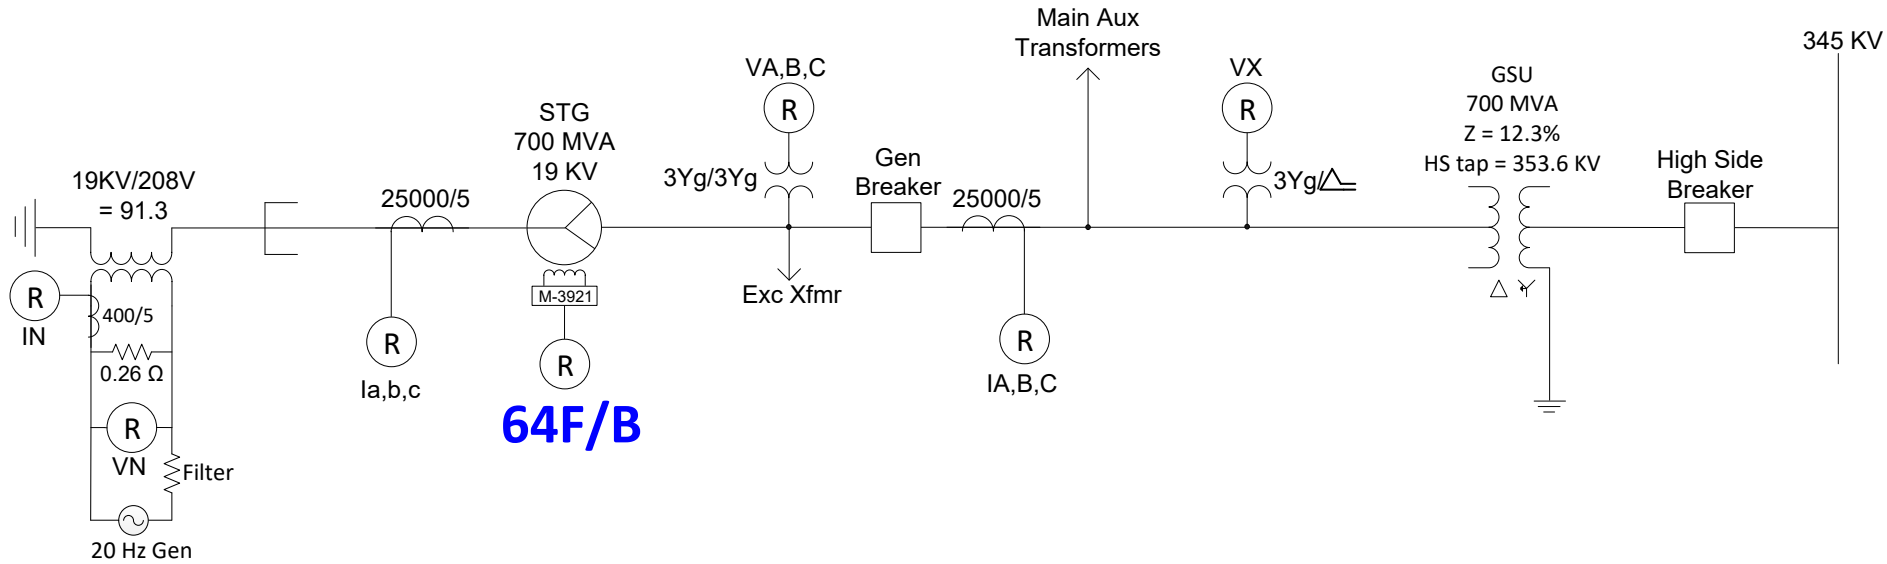 Main Aux
Transformers
345 KV
VA,B,C
R
VX
R
GSU
700 MVA
Z = 12.3%
HS tap = 353.6 KV
STG
700 MVA
19 KV
Gen
Breaker
High Side
Breaker
19KV/208V
= 91.3
3Yg/3Yg
3Yg/
25000/5
25000/5
R
IN
400/5
M-3921
Exc Xfmr
0.26 Ω
R
Ia,b,c
R
64F/B
R
IA,B,C
R
VN
Filter
20 Hz Gen